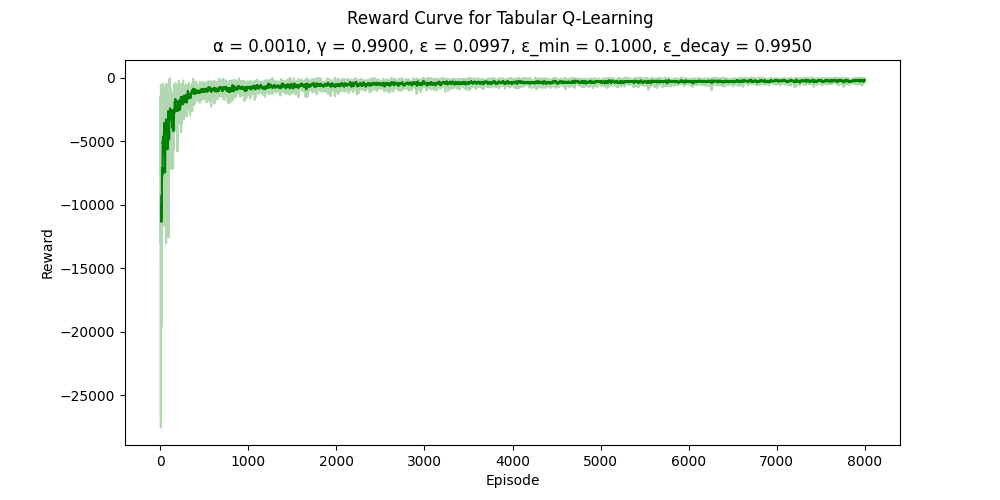 Reward Curve for Tabular Q-Learning
α = 0.0010, γ = 0.9900, ε = 0.0997, ε_min = 0.1000, ε_decay = 0.9950
0
−5000
−10000
−15000
−20000
−25000
Reward
0 1000 2000 3000 4000 5000 6000 7000 8000
Episode